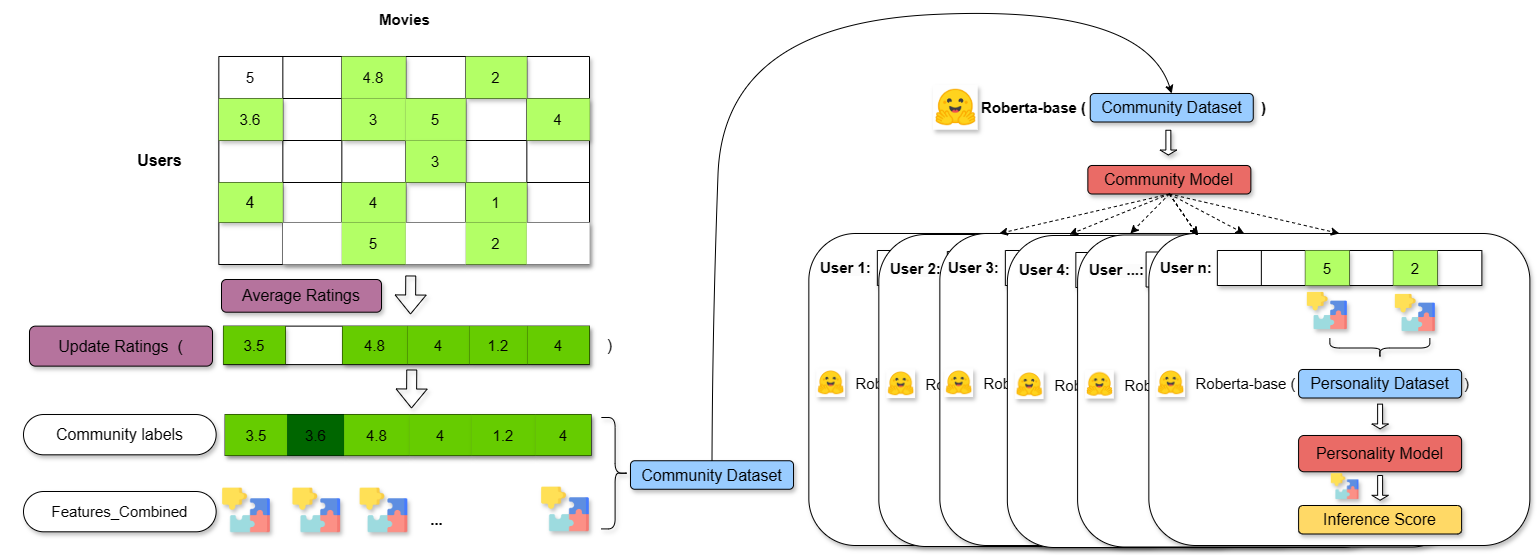 Movies
Users
5 4.8 2
3.6 3 5 4
3
4 4 1
5 2
Average Ratings
Update Ratings (
3.5 4.8 4 1.2 4
)
Community labels
3.5 3.6 4.8 4 1.2 4
Features_Combined
...
Community Dataset
Roberta-base ( Community Dataset )
Community Model
User 1:
User 2:
User 3:
User 4:
User ...:
User n:
5 2
Rob
Ro
Rob
Ro
Ro
Roberta-base ( Personality Dataset )
Personality Model
Inference Score